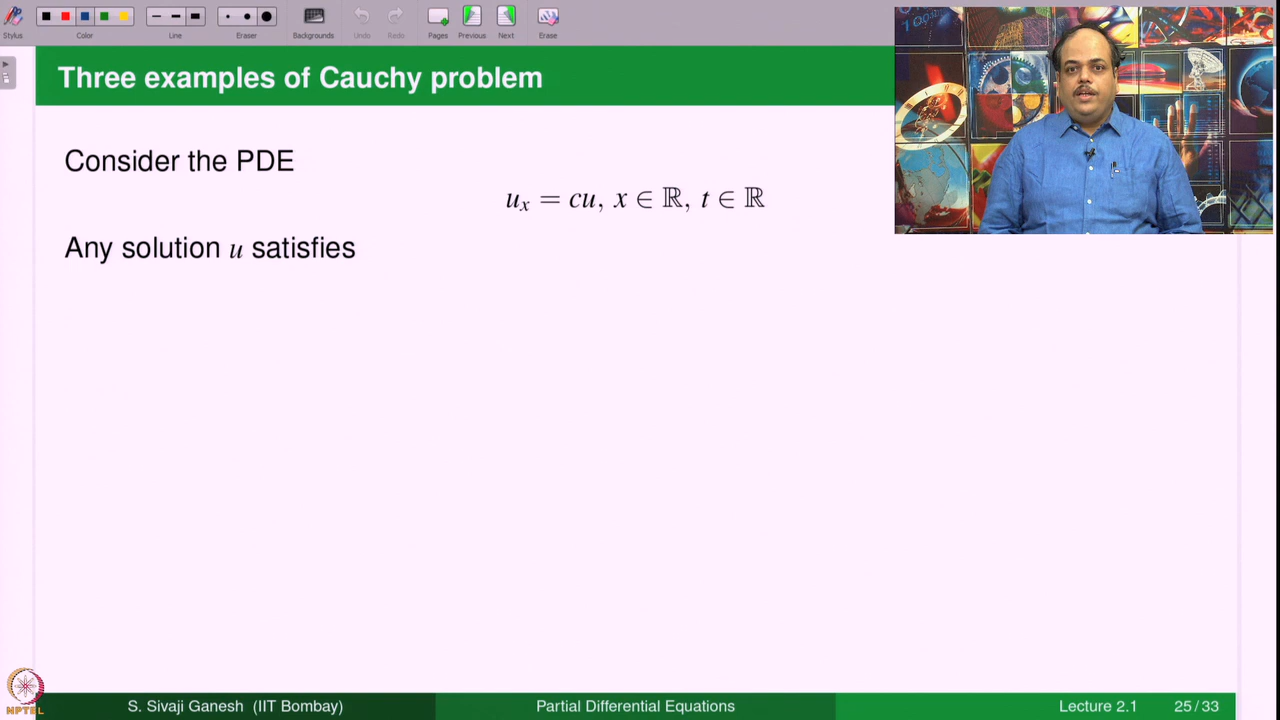 Stylus
Color
Line
Eraser
Backgrounds
Undo
Redo
Pages
Previous
Next
Erase
Three examples of Cauchy problem
Consider the PDE
uₓ = cu, x ∈ ℝ, t ∈ ℝ
Any solution u satisfies
NPTEL
S. Sivaji Ganesh (IIT Bombay) Partial Differential Equations Lecture 2.1 25/33